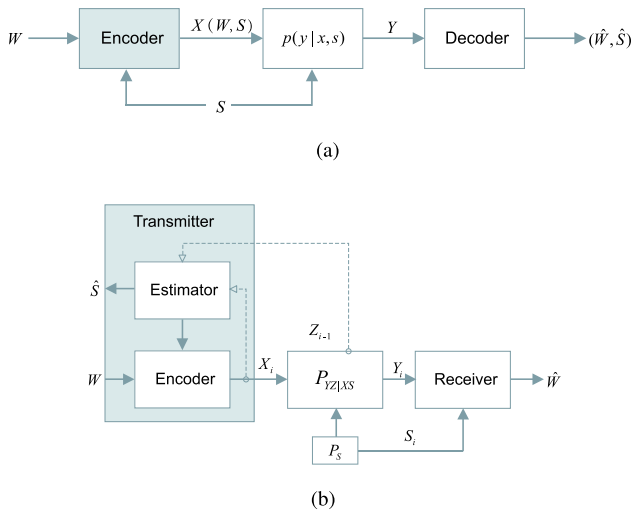 W Encoder X(W,S) p(y|x,s) Y Decoder (Ŵ,Ŝ)
S
(a)
Transmitter
Ŝ Estimator
Z_{i-1}
W Encoder X_i P_{YZ|XS} Y_i Receiver Ŵ
P_S S_i
(b)